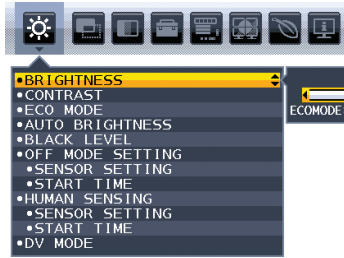 •BRIGHTNESS
•CONTRAST
•ECO MODE
•AUTO BRIGHTNESS
•BLACK LEVEL
•OFF MODE SETTING
•SENSOR SETTING
•START TIME
•HUMAN SENSING
•SENSOR SETTING
•START TIME
•DV MODE
ECOMODE: